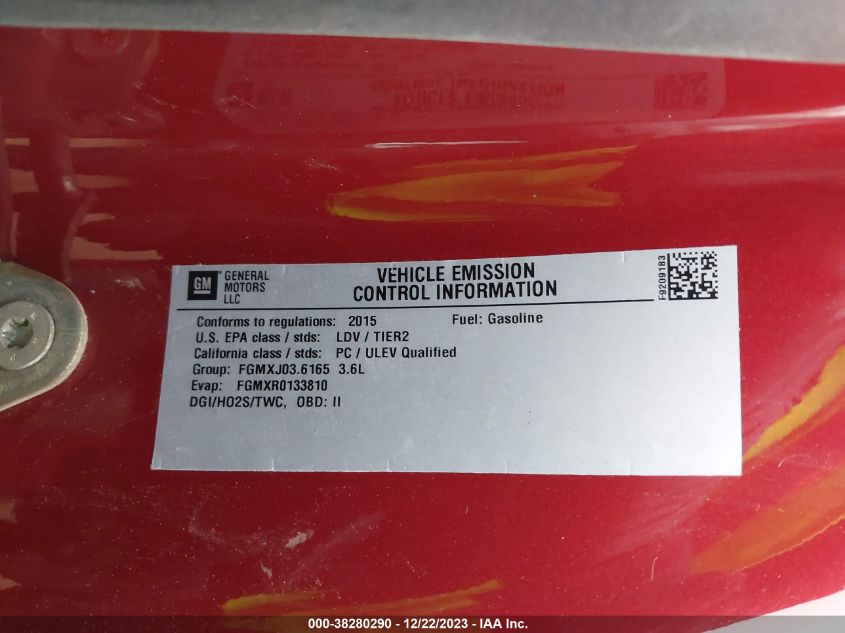 GM GENERAL MOTORS LLC
VEHICLE EMISSION
CONTROL INFORMATION
F9209183
Conforms to regulations: 2015 Fuel: Gasoline
U.S. EPA class / stds: LDV / TIER2
California class / stds: PC / ULEV Qualified
Group: FGMXJ03.6165 3.6L
Evap: FGMXR0133810
DGI/HO2S/TWC, OBD: II
000-38280290 - 12/22/2023 - IAA Inc.